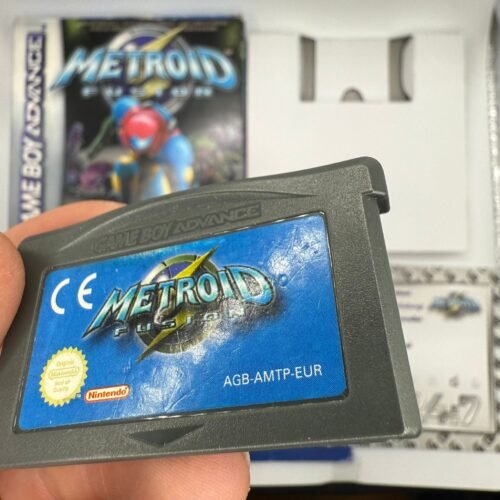 GAME BOY ADVANCE
METROID
FUSION
GAME BOY ADVANCE
CE
METROID
FUSION
Original
Nintendo
Seal of
Quality
Nintendo
AGB-AMTP-EUR